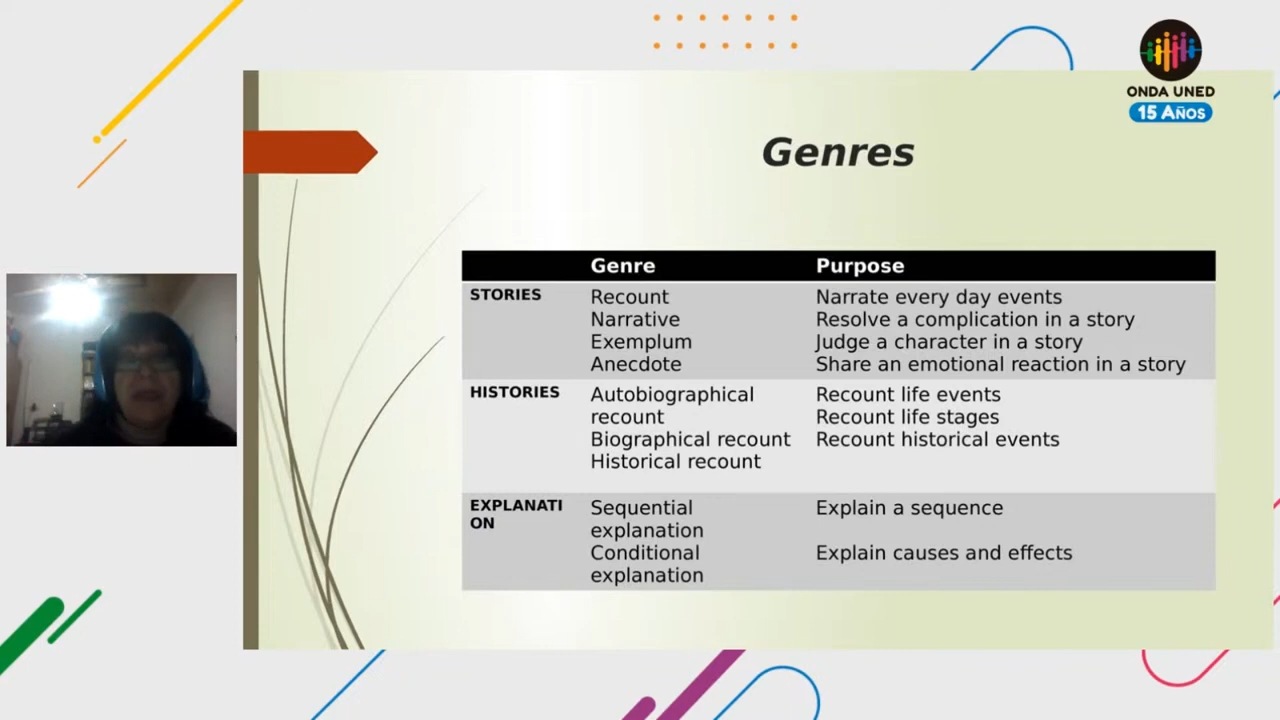 ONDA UNED
15 AÑOS
Genres
Genre Purpose
STORIES Recount Narrate every day events
Narrative Resolve a complication in a story
Exemplum Judge a character in a story
Anecdote Share an emotional reaction in a story
HISTORIES Autobiographical Recount life events
recount Recount life stages
Biographical recount Recount historical events
Historical recount
EXPLANATI Sequential Explain a sequence
ON explanation
Conditional Explain causes and effects
explanation